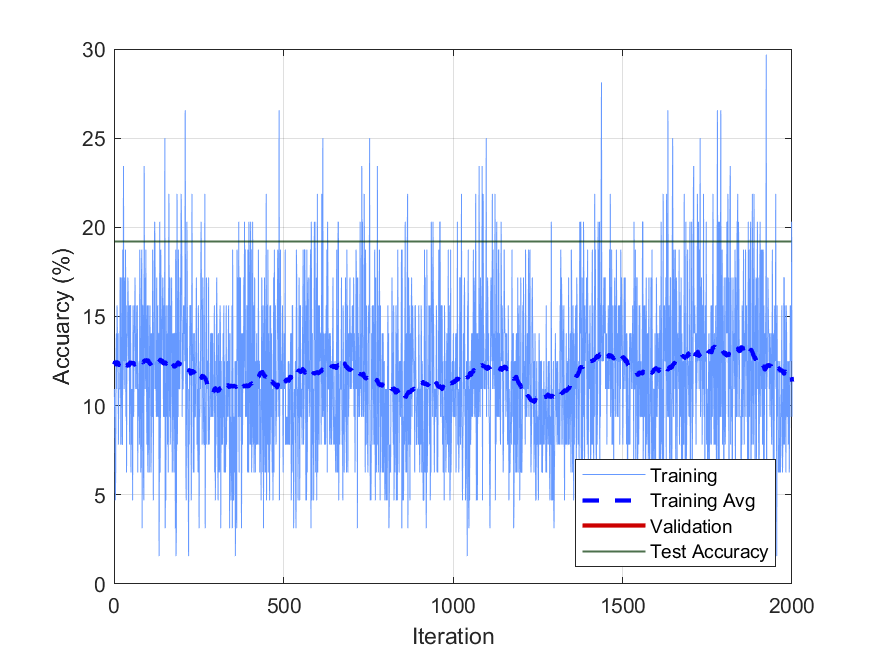 30
25
20
15
10
5
0
Accuarcy (%)
0 500 1000 1500 2000
Iteration
Training
Training Avg
Validation
Test Accuracy